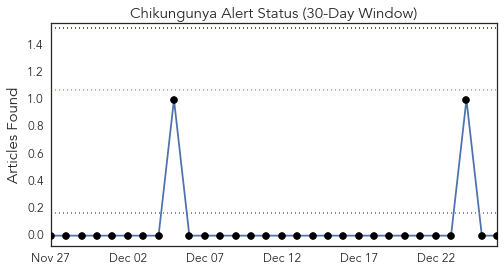 Chikungunya Alert Status (30-Day Window)
Articles Found
1.4
1.2
1.0
0.8
0.6
0.4
0.2
0.0
Nov 27 Dec 02 Dec 07 Dec 12 Dec 17 Dec 22